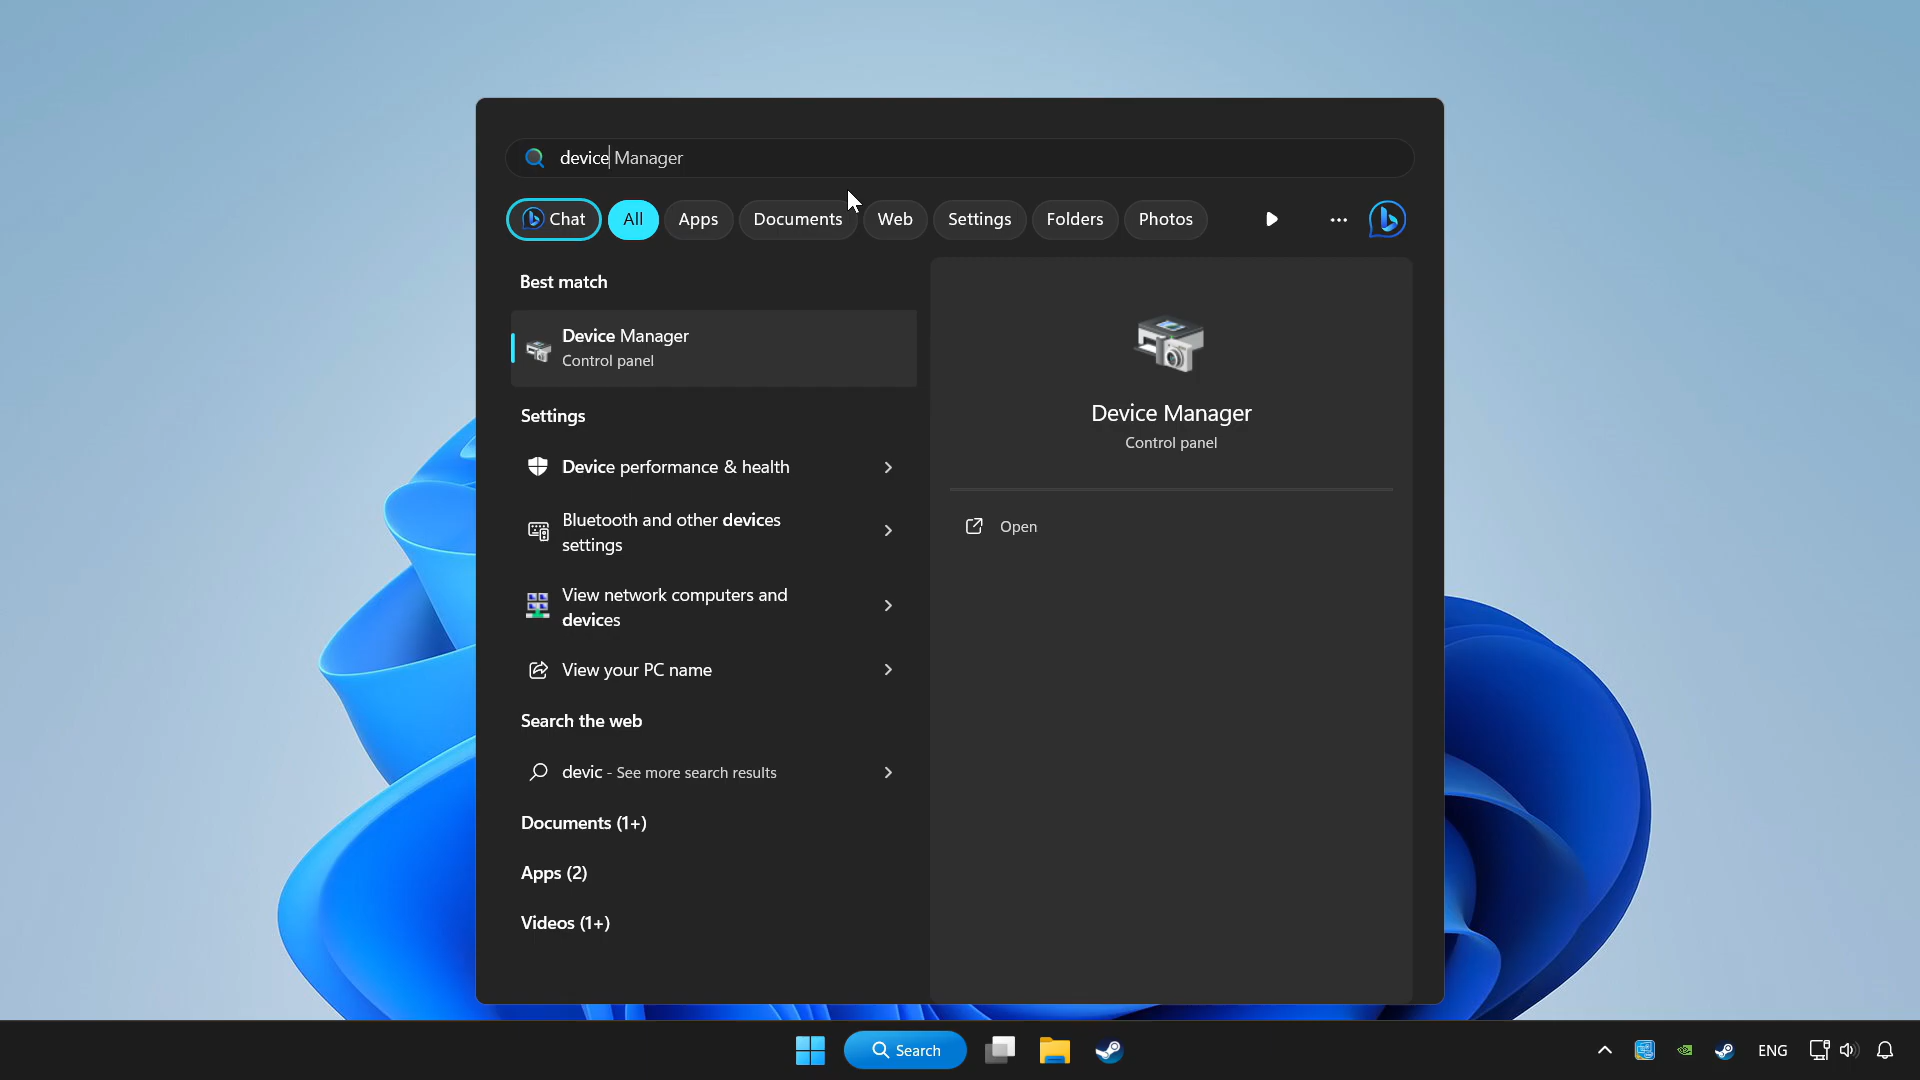 device Manager
Chat
All
Apps
Documents
Web
Settings
Folders
Photos
Best match
Device Manager
Control panel
Settings
Device performance & health
Bluetooth and other devices
settings
View network computers and
devices
View your PC name
Search the web
devic - See more search results
Documents (1+)
Apps (2)
Videos (1+)
Device Manager
Control panel
Open
Search
ENG